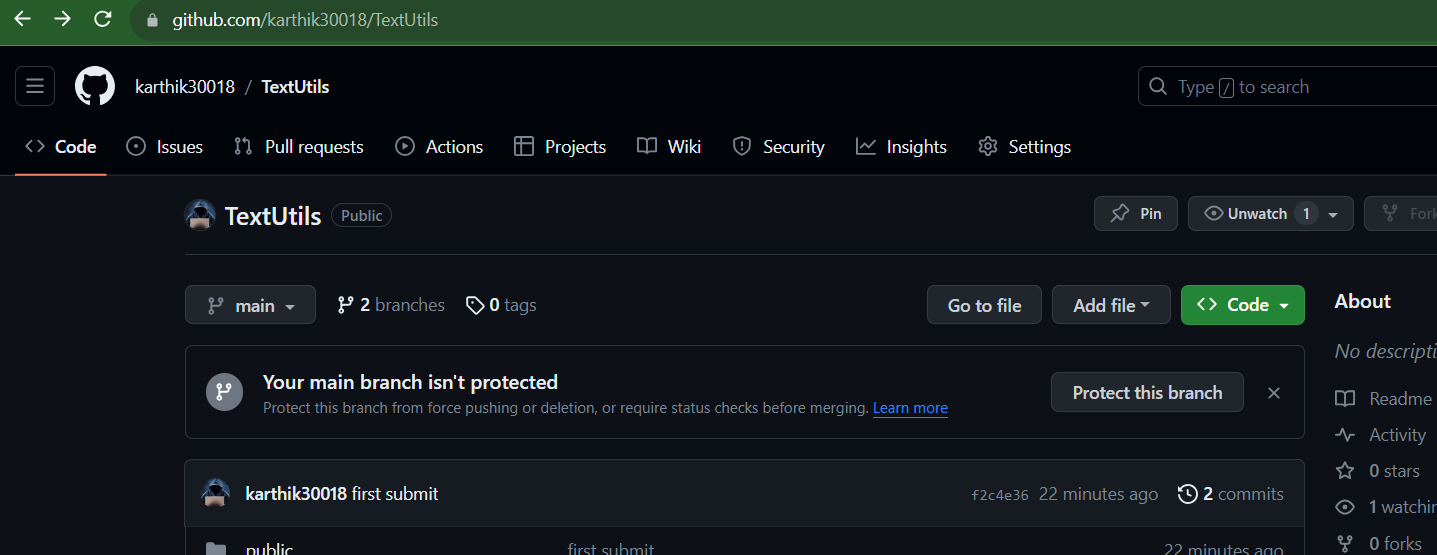 github.com/karthik30018/TextUtils
karthik30018 / TextUtils
Type / to search
Code Issues Pull requests Actions Projects Wiki Security Insights Settings
TextUtils Public
Pin Unwatch 1 Fork
main 2 branches 0 tags
Go to file Add file Code
About
Your main branch isn't protected
Protect this branch from force pushing or deletion, or require status checks before merging. Learn more
Protect this branch
No descripti
Readme
Activity
0 stars
1 watchin
0 forks
karthik30018 first submit f2c4e36 22 minutes ago 2 commits
public first submit 22 minutes ago